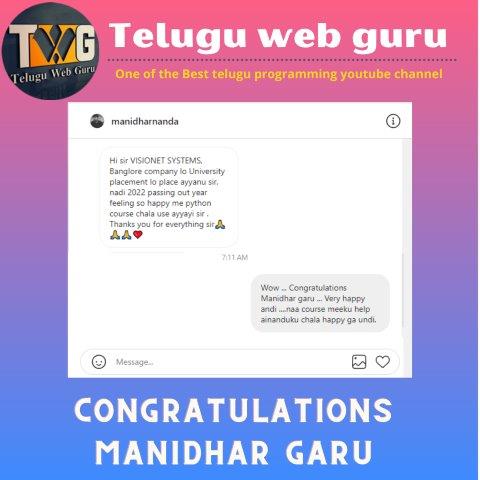 TWG
Telugu Web Guru
Telugu web guru
One of the Best telugu programming youtube channel
manidharnanda
Hi sir VISIONET SYSTEMS,
Banglore company lo University
placement lo place ayyanu sir,
nadi 2022 passing out year
feeling so happy me python
course chala use ayyayi sir .
Thanks you for everything sir🙏
🙏🙏❤️
7:11 AM
Wow ... Congratulations
Manidhar garu ... Very happy
andi ....naa course meeku help
ainanduku chala happy ga undi.
Message...
CONGRATULATIONS
MANIDHAR GARU